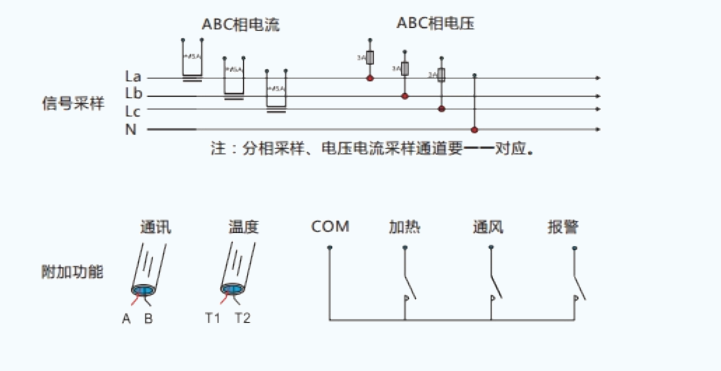 ABC相电流
ABC相电压
3A
3A
3A
La
Lb
Lc
N
信号采样
注：分相采样、电压电流采样通道要一一对应。
通讯
温度
COM
加热
通风
报警
附加功能
A B
T1 T2